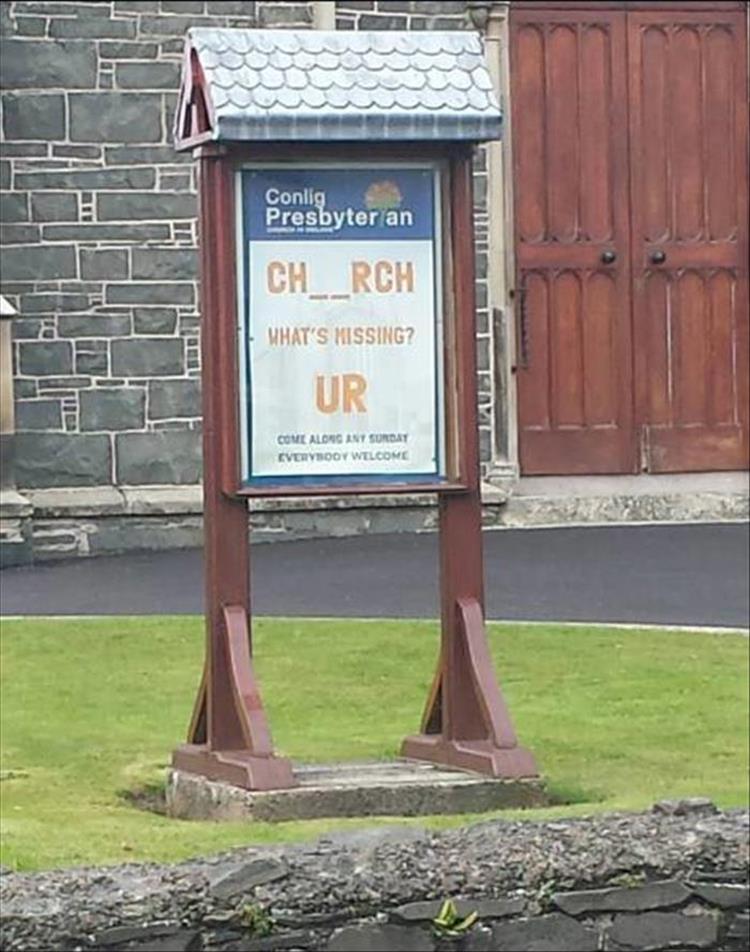 Conlig
Presbyterian
CH__RCH
WHAT'S MISSING?
UR
COME ALONG ANY SUNDAY
EVERYBODY WELCOME